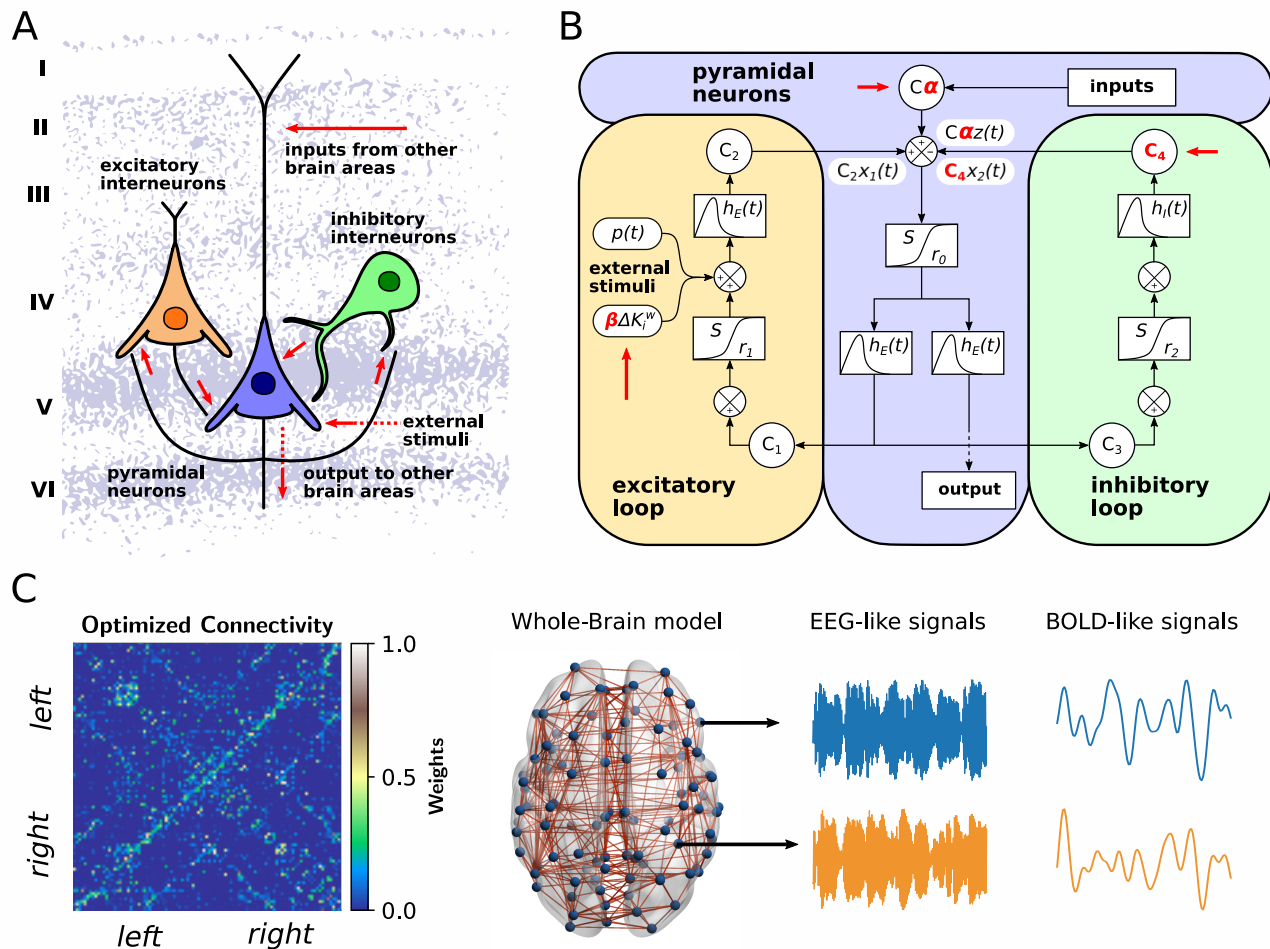 A
I
II
III
IV
V
VI
excitatory
interneurons
inputs from other
brain areas
inhibitory
interneurons
external
stimuli
pyramidal
neurons
output to other
brain areas
B
pyramidal
neurons
Cα
inputs
Cαz(t)
C₂
C₂x₁(t)
C₄x₂(t)
C₄
hE(t)
hI(t)
p(t)
external
stimuli
βΔKᵢʷ
S
r₀
S
r₁
hE(t)
hE(t)
S
r₂
C₁
C₃
output
excitatory
loop
inhibitory
loop
C
Optimized Connectivity
left
right
left
right
1.0
0.5
0.0
Weights
Whole-Brain model
EEG-like signals
BOLD-like signals